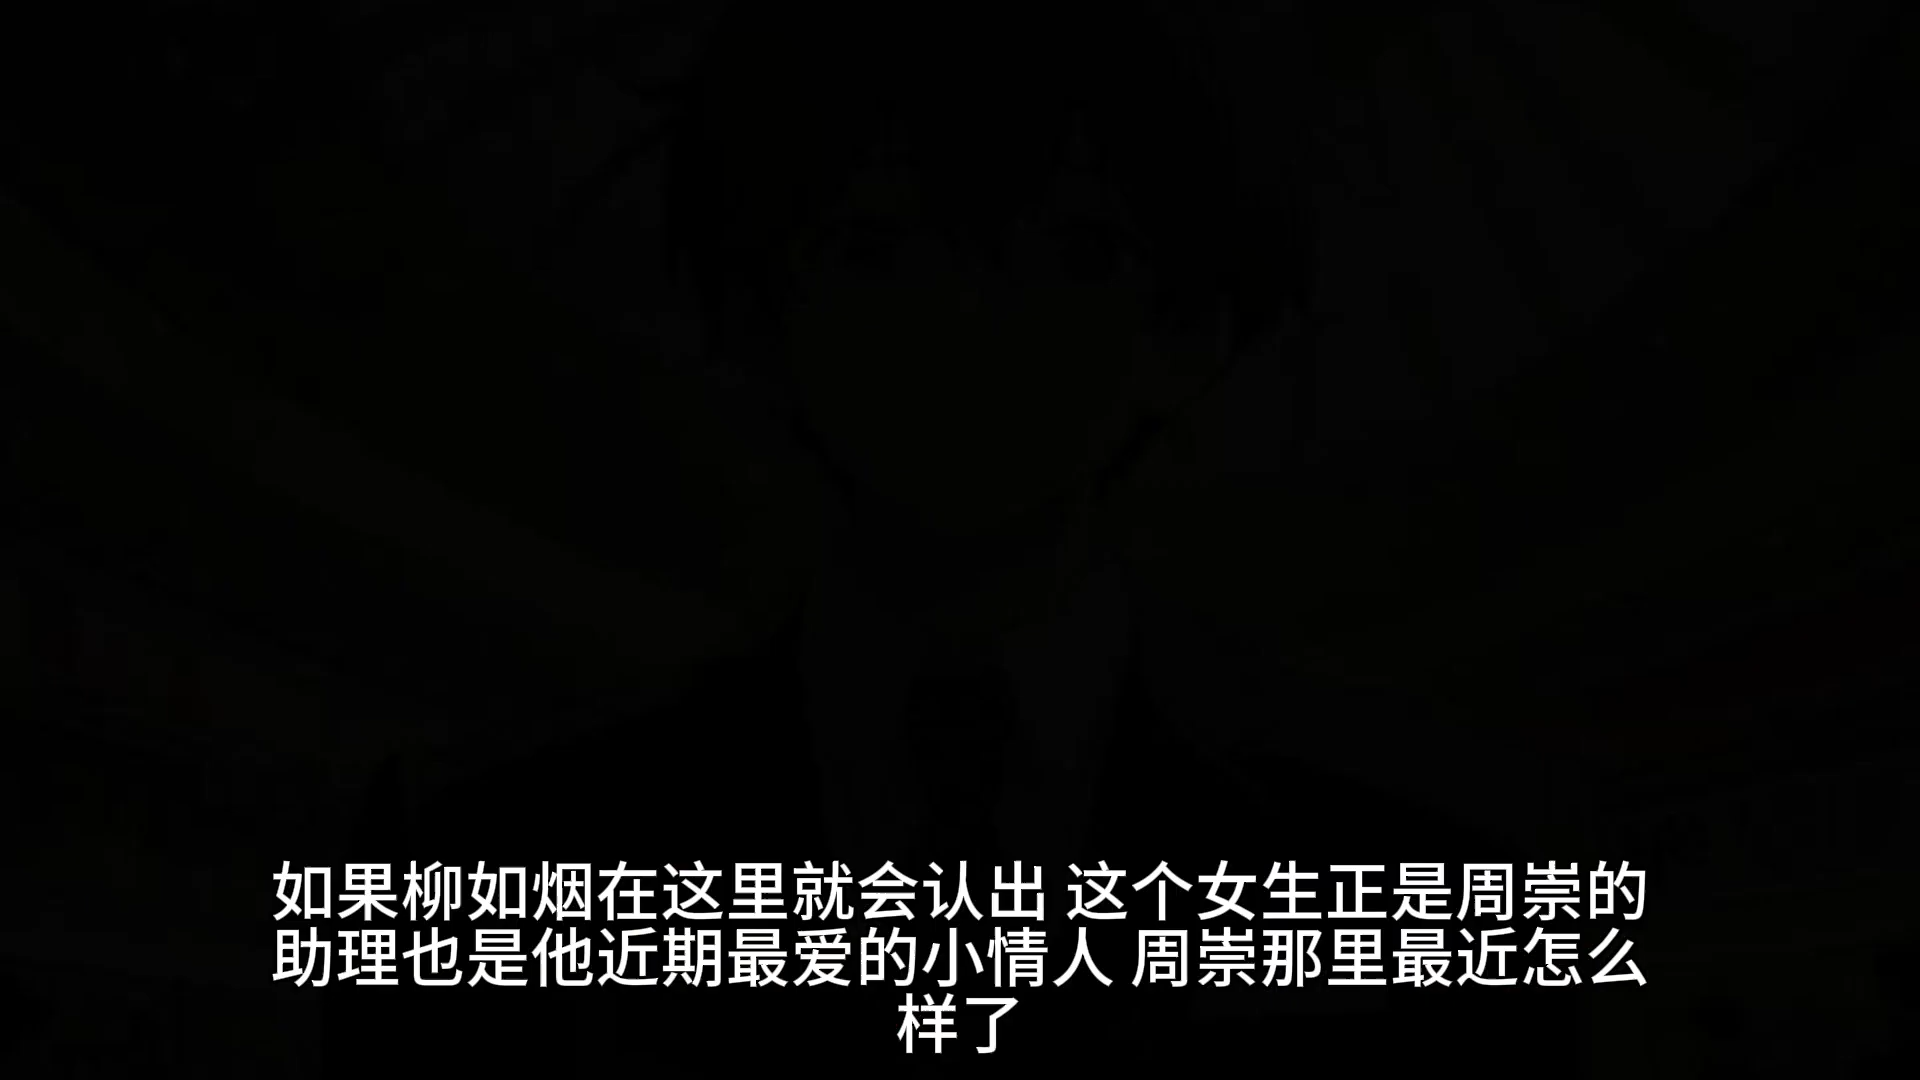 如果柳如烟在这里就会认出 这个女生正是周崇的
助理也是他近期最爱的小情人 周崇那里最近怎么
样了